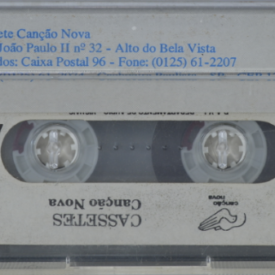 ete Canção Nova
João Paulo II nº 32 - Alto do Bela Vista
dos: Caixa Postal 96 - Fone: (0125) 61-2207
CASSETES
Canção Nova
canção
nova